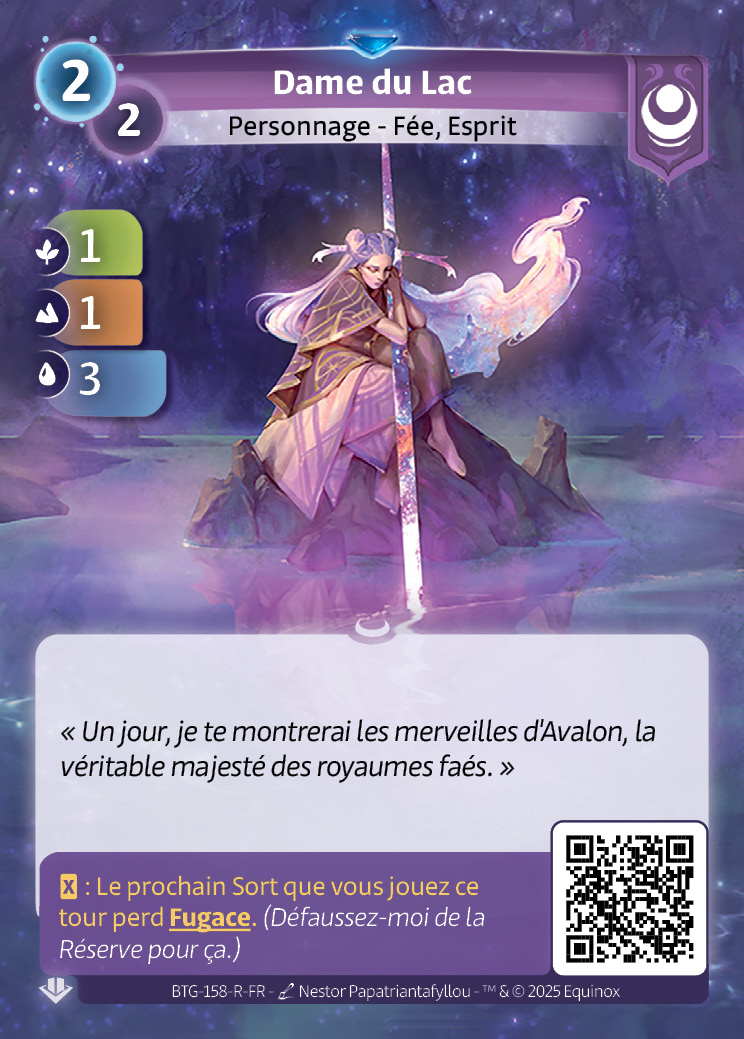 2
Dame du Lac
2
Personnage - Fée, Esprit
1
1
3
« Un jour, je te montrerai les merveilles d'Avalon, la
véritable majesté des royaumes faés. »
X : Le prochain Sort que vous jouez ce
tour perd Fugace. (Défaussez-moi de la
Réserve pour ça.)
BTG-158-R-FR - Nestor Papatriantafyllou - ™ & © 2025 Equinox